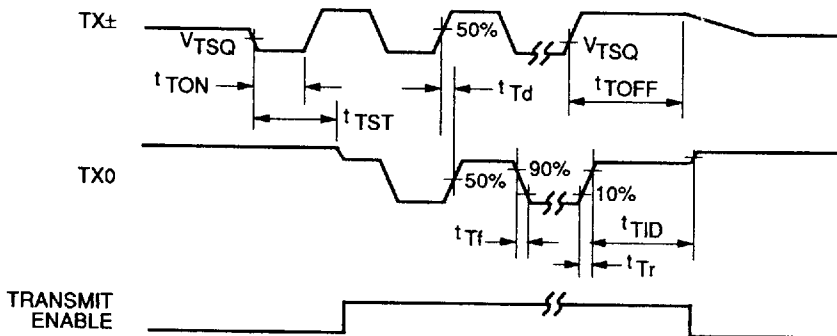 TX±
VTSQ
50%
VTSQ
tTON
tTd
tTOFF
tTST
TX0
50%
90%
10%
tTf
tTID
tTr
TRANSMIT
ENABLE